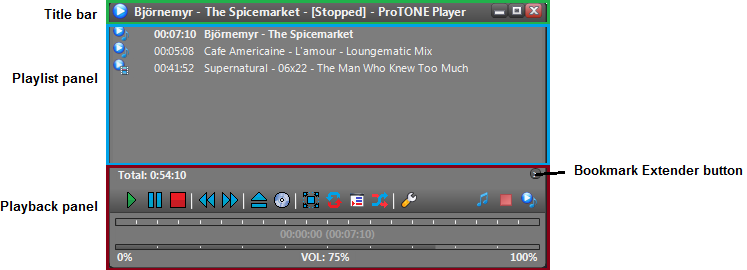 Title bar
Björnemyr - The Spicemarket - [Stopped] - ProTONE Player
Playlist panel
00:07:10 Björnemyr - The Spicemarket
00:05:08 Cafe Americaine - L'amour - Loungematic Mix
00:41:52 Supernatural - 06x22 - The Man Who Knew Too Much
Total: 0:54:10
Bookmark Extender button
Playback panel
00:00:00 (00:07:10)
0% VOL: 75% 100%